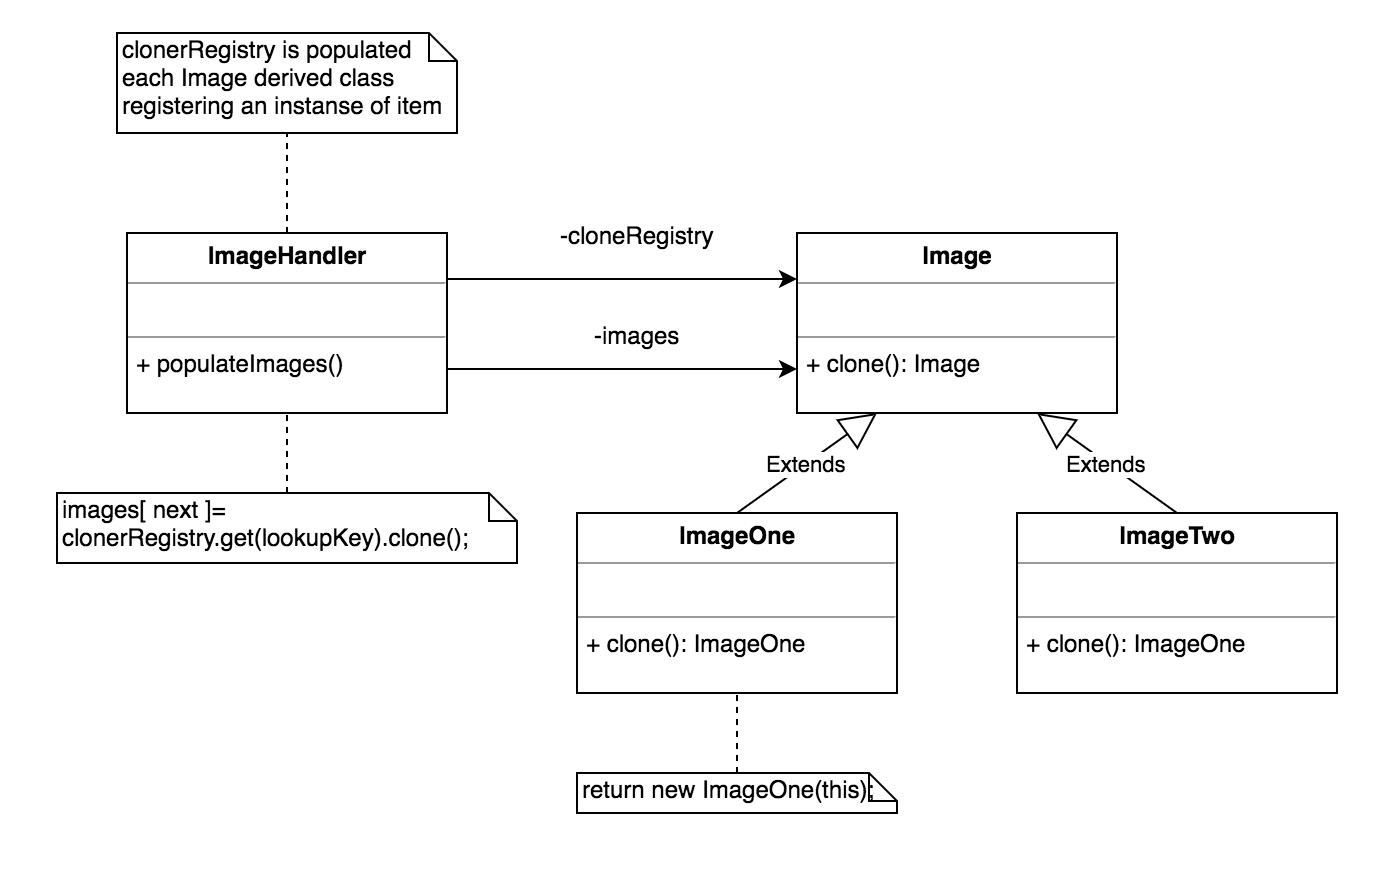 clonerRegistry is populated
each Image derived class
registering an instanse of item
-cloneRegistry
ImageHandler
Image
-images
+ populateImages()
+ clone(): Image
Extends
Extends
images[ next ]=
clonerRegistry.get(lookupKey).clone();
ImageOne
ImageTwo
+ clone(): ImageOne
+ clone(): ImageOne
return new ImageOne(this);